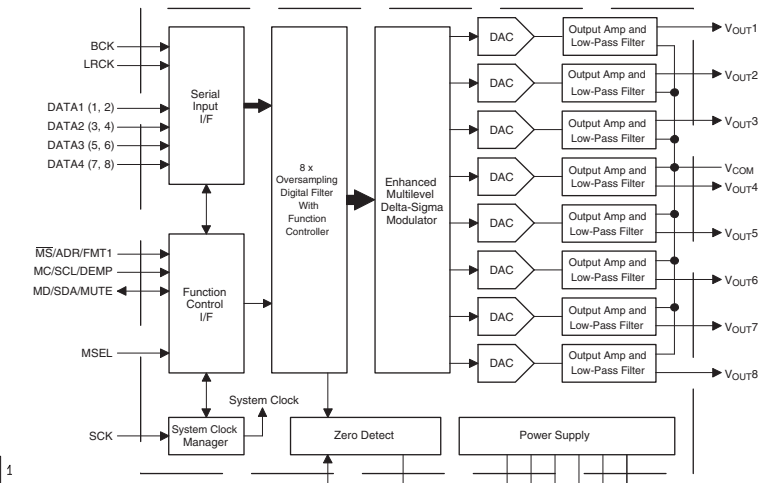 BCK
LRCK
DATA1 (1, 2)
DATA2 (3, 4)
DATA3 (5, 6)
DATA4 (7, 8)
M̅S̅/ADR/FMT1
MC/SCL/DEMP
MD/SDA/MUTE
MSEL
SCK
Serial
Input
I/F
Function
Control
I/F
System Clock
Manager
System Clock
8 x
Oversampling
Digital Filter
With
Function
Controller
Zero Detect
Enhanced
Multilevel
Delta-Sigma
Modulator
Power Supply
DAC
Output Amp and
Low-Pass Filter
VOUT1
DAC
Output Amp and
Low-Pass Filter
VOUT2
DAC
Output Amp and
Low-Pass Filter
VOUT3
DAC
Output Amp and
Low-Pass Filter
VCOM
VOUT4
DAC
Output Amp and
Low-Pass Filter
VOUT5
DAC
Output Amp and
Low-Pass Filter
VOUT6
DAC
Output Amp and
Low-Pass Filter
VOUT7
DAC
Output Amp and
Low-Pass Filter
VOUT8
1